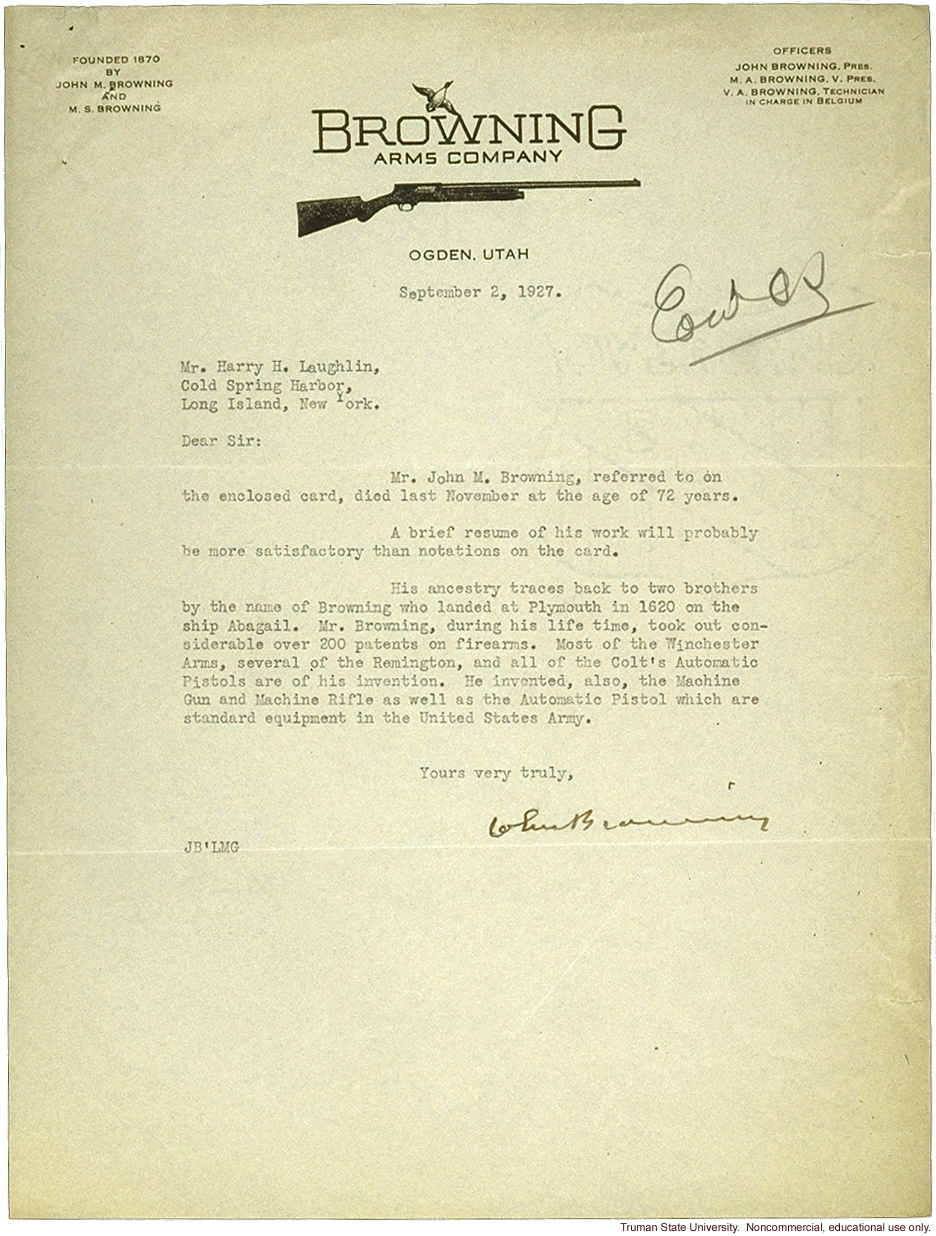 FOUNDED 1870
BY
JOHN M. BROWNING
AND
M. S. BROWNING
OFFICERS
JOHN BROWNING, PRES.
M. A. BROWNING, V. PRES.
V. A. BROWNING, TECHNICIAN
IN CHARGE IN BELGIUM
BROWNING
ARMS COMPANY
OGDEN, UTAH
September 2, 1927.
Mr. Harry H. Laughlin,
Cold Spring Harbor,
Long Island, New York.
Dear Sir:
Mr. John M. Browning, referred to on
the enclosed card, died last November at the age of 72 years.
A brief resume of his work will probably
be more satisfactory than notations on the card.
His ancestry traces back to two brothers
by the name of Browning who landed at Plymouth in 1620 on the
ship Abagail. Mr. Browning, during his life time, took out con-
siderable over 200 patents on firearms. Most of the Winchester
Arms, several of the Remington, and all of the Colt's Automatic
Pistols are of his invention. He invented, also, the Machine
Gun and Machine Rifle as well as the Automatic Pistol which are
standard equipment in the United States Army.
Yours very truly,
John Browning
JB'LMG
Truman State University. Noncommercial, educational use only.